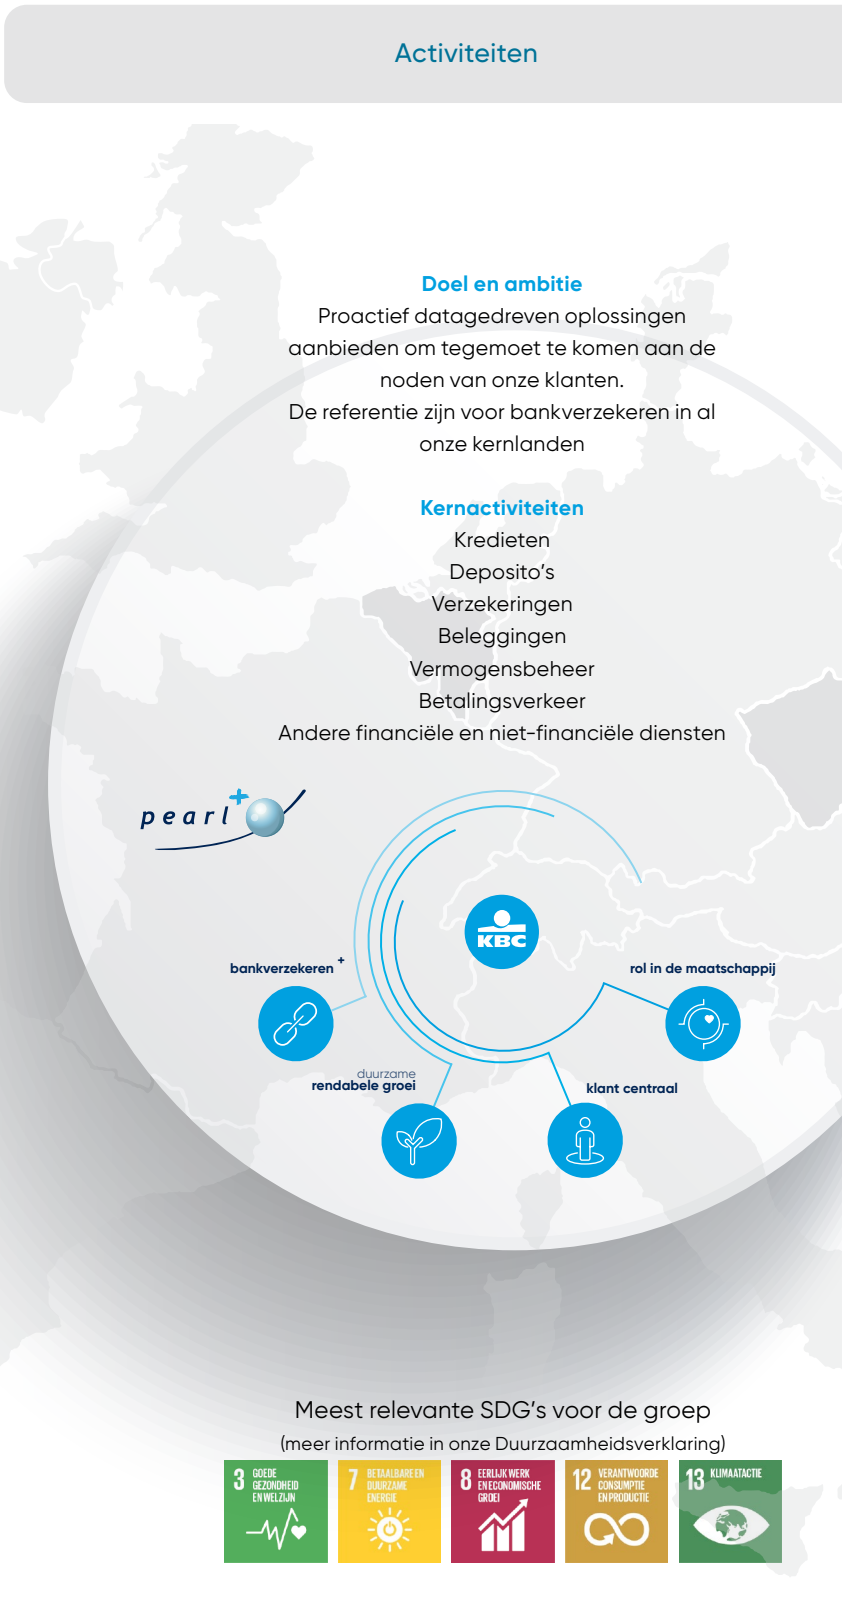 Activiteiten
Doel en ambitie
Proactief datagedreven oplossingen
aanbieden om tegemoet te komen aan de
noden van onze klanten.
De referentie zijn voor bankverzekeren in al
onze kernlanden
Kernactiviteiten
Kredieten
Deposito's
Verzekeringen
Beleggingen
Vermogensbeheer
Betalingsverkeer
Andere financiële en niet-financiële diensten
pearl+
KBC
bankverzekeren +
rol in de maatschappij
duurzame
rendabele groei
klant centraal
Meest relevante SDG's voor de groep
(meer informatie in onze Duurzaamheidsverklaring)
3 GOEDE
GEZONDHEID
EN WELZIJN
7 BETAALBARE EN
DUURZAME
ENERGIE
8 EERLIJK WERK
EN ECONOMISCHE
GROEI
12 VERANTWOORDE
CONSUMPTIE
EN PRODUCTIE
13 KLIMAATACTIE